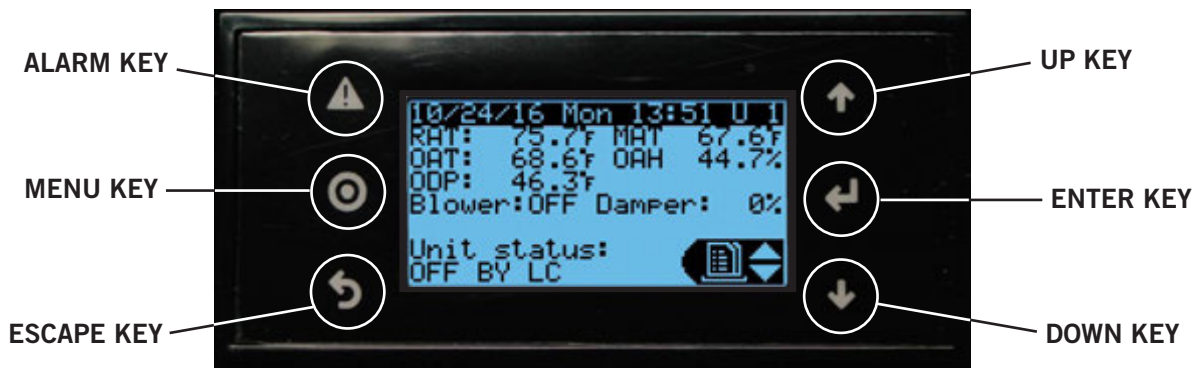 ALARM KEY
MENU KEY
ESCAPE KEY
10/24/16 Mon 13:51 U 1
RAT: 75.7°F MAT 67.6°F
OAT: 68.6°F OAH 44.7%
ODP: 46.3°F
Blower:OFF Damper: 0%
Unit status:
OFF BY LC
UP KEY
ENTER KEY
DOWN KEY